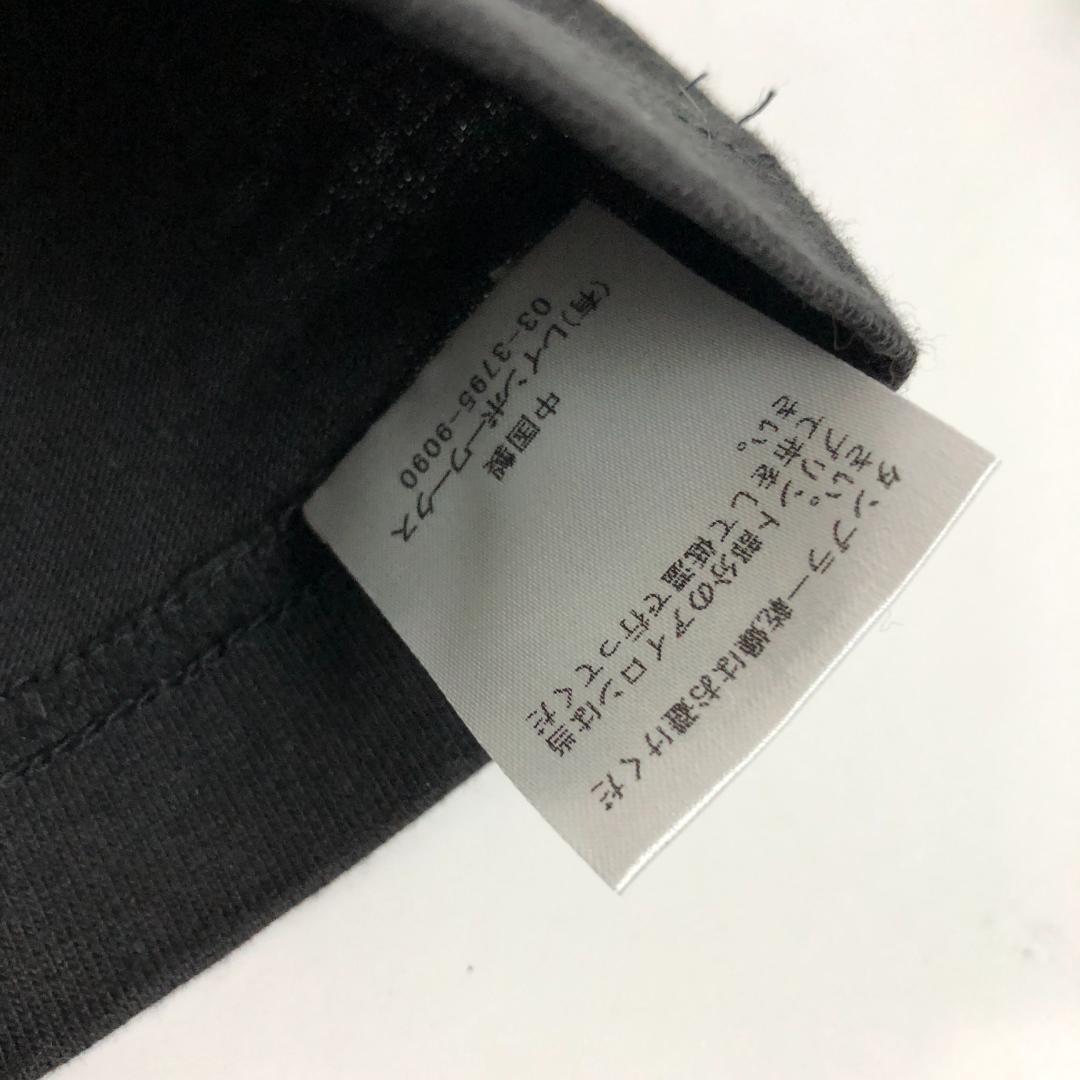 タンブラー乾燥はお避けくだ
さい。
プリント部分のアイロンは当
て布をして低温で行ってくだ
さい。
中国製
(有)レインボーワークス
03-3795-9090